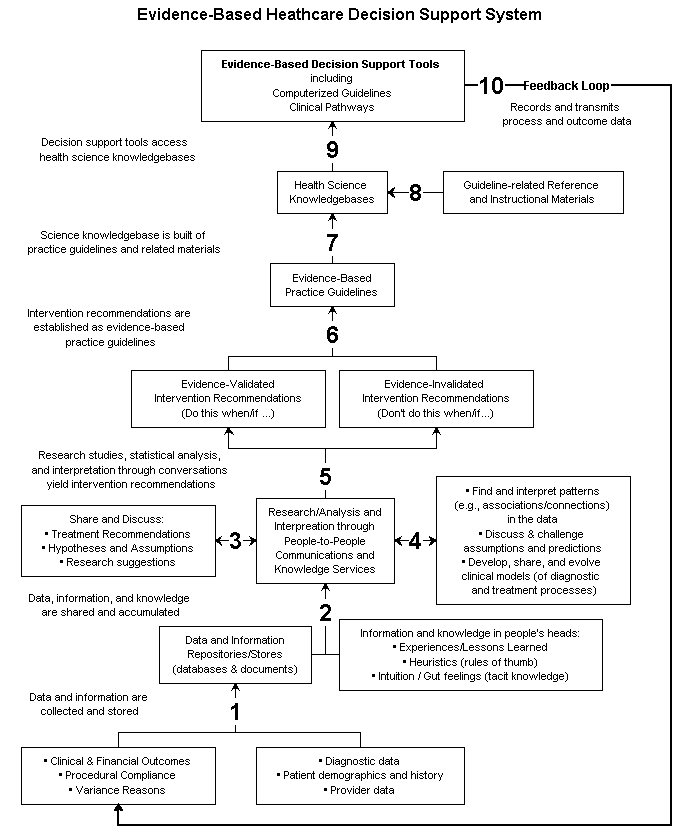 Evidence-Based Heathcare Decision Support System
Evidence-Based Decision Support Tools
including
Computerized Guidelines
Clinical Pathways
10
Feedback Loop
Records and transmits
process and outcome data
9
Decision support tools access
health science knowledgebases
Health Science
Knowledgebases
8
Guideline-related Reference
and Instructional Materials
7
Science knowledgebase is built of
practice guidelines and related materials
Evidence-Based
Practice Guidelines
Intervention recommendations are
established as evidence-based
practice guidelines
6
Evidence-Validated
Intervention Recommendations
(Do this when/if ...)
Evidence-Invalidated
Intervention Recommendations
(Don't do this when/if...)
Research studies, statistical analysis,
and interpretation through conversations
yield intervention recommendations
5
Share and Discuss:
▪ Treatment Recommendations
▪ Hypotheses and Assumptions
▪ Research suggestions
3
Research/Analysis and
Interpreation through
People-to-People
Communications and
Knowledge Services
4
▪ Find and interpret patterns
(e.g., associations/connections)
in the data
▪ Discuss & challenge
assumptions and predictions
▪ Develop, share, and evolve
clinical models (of diagnostic
and treatment processes)
Data, information, and knowledge
are shared and accumulated
2
Data and Information
Repositories/Stores
(databases & documents)
Information and knowledge in people's heads:
▪ Experiences/Lessons Learned
▪ Heuristics (rules of thumb)
▪ Intuition / Gut feelings (tacit knowledge)
Data and information are
collected and stored
1
▪ Clinical & Financial Outcomes
▪ Procedural Compliance
▪ Variance Reasons
▪ Diagnostic data
▪ Patient demographics and history
▪ Provider data